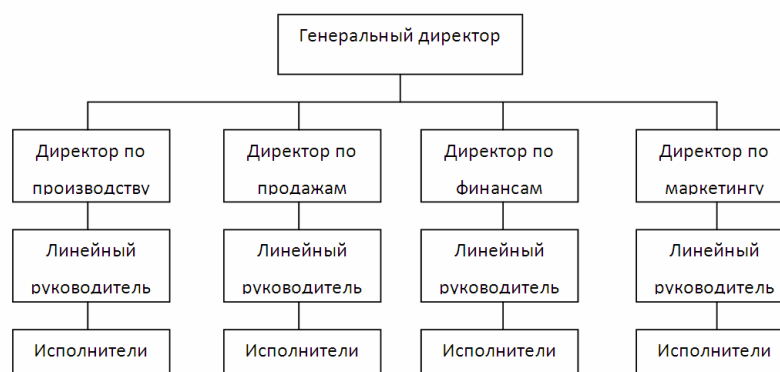 Генеральный директор
Директор по
производству
Директор по
продажам
Директор по
финансам
Директор по
маркетингу
Линейный
руководитель
Линейный
руководитель
Линейный
руководитель
Линейный
руководитель
Исполнители
Исполнители
Исполнители
Исполнители